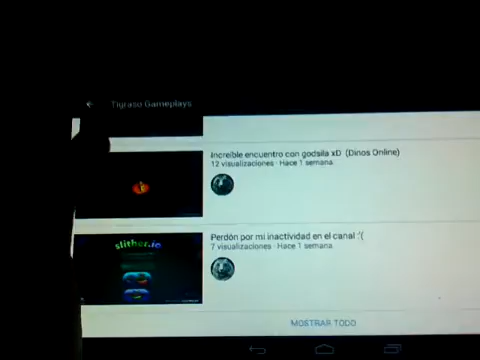 Tigraso Gameplays
Increíble encuentro con godsila xD (Dinos Online)
12 visualizaciones · Hace 1 semana
slither.io
Perdón por mi inactividad en el canal :'(
7 visualizaciones · Hace 1 semana
MOSTRAR TODO